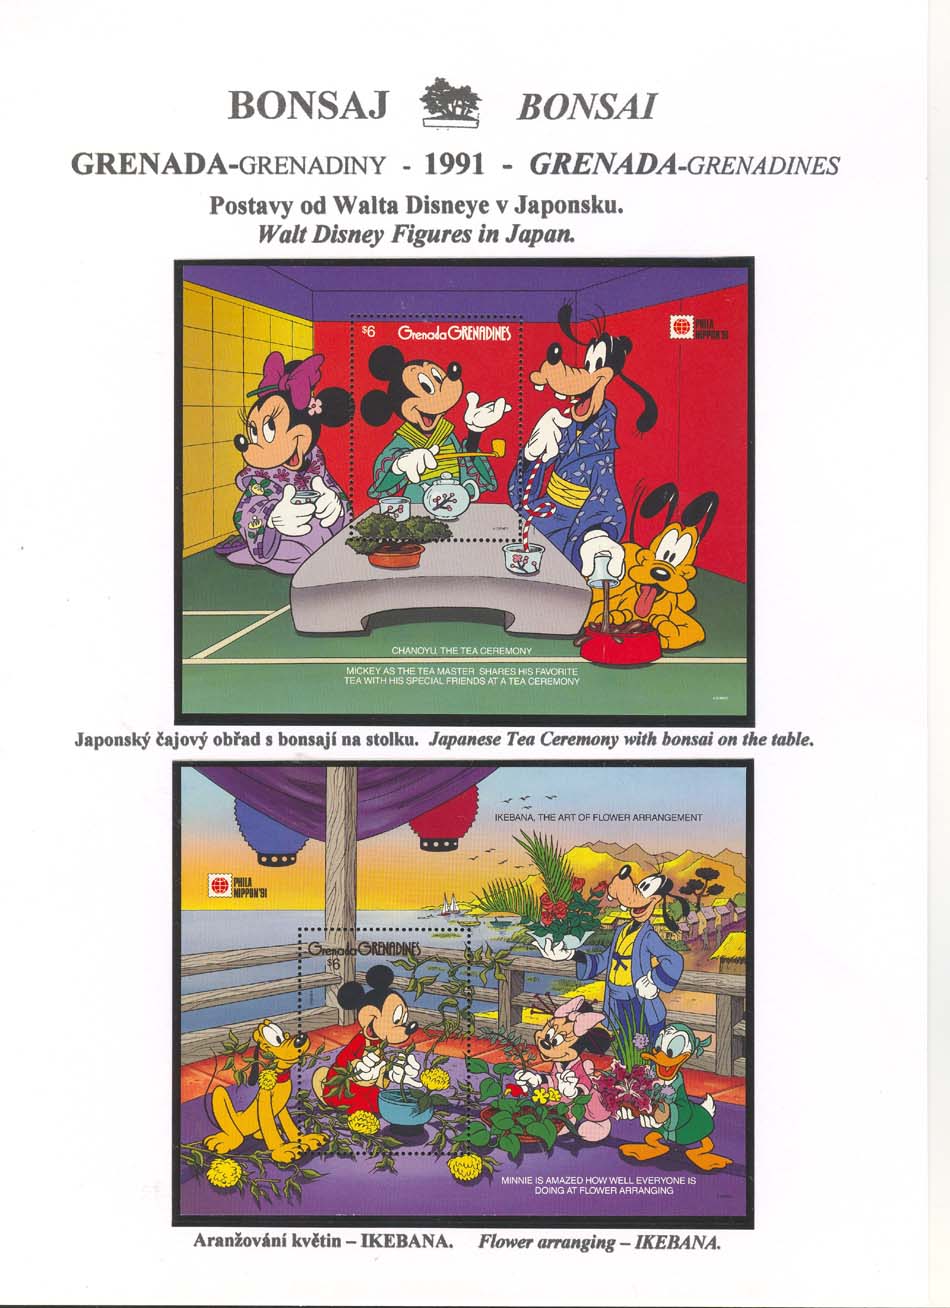 BONSAJ BONSAI
GRENADA-GRENADINY - 1991 - GRENADA-GRENADINES
Postavy od Walta Disneye v Japonsku.
Walt Disney Figures in Japan.
$6 Grenada GRENADINES
PHILA
NIPPON'91
© DISNEY
CHANOYU, THE TEA CEREMONY
MICKEY AS THE TEA MASTER SHARES HIS FAVORITE
TEA WITH HIS SPECIAL FRIENDS AT A TEA CEREMONY
© DISNEY
Japonský čajový obřad s bonsají na stolku. Japanese Tea Ceremony with bonsai on the table.
IKEBANA, THE ART OF FLOWER ARRANGEMENT
PHILA
NIPPON'91
Grenada GRENADINES
$6
MINNIE IS AMAZED HOW WELL EVERYONE IS
DOING AT FLOWER ARRANGING
Aranžování květin – IKEBANA. Flower arranging – IKEBANA.